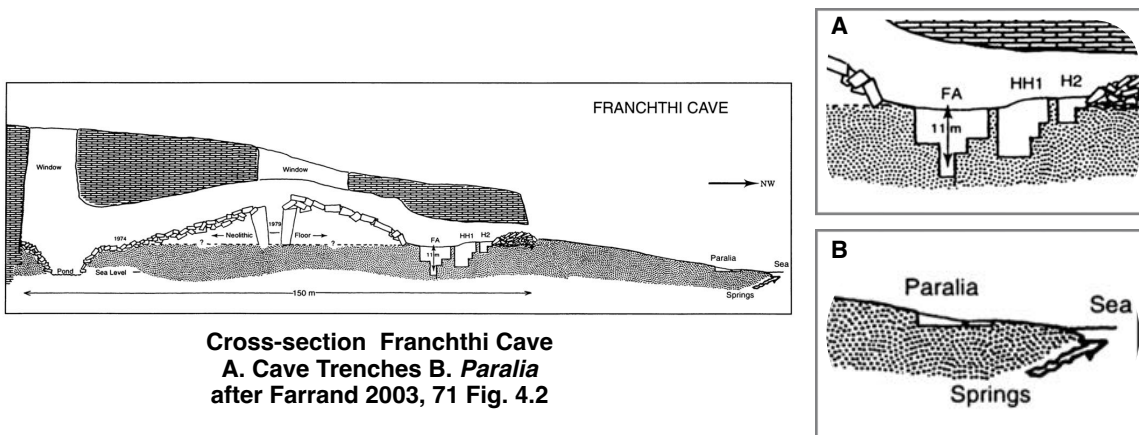 FRANCHTHI CAVE
Window
Window
NW
1974
Neolithic
1979
Floor
?
?
FA
HH1
H2
11 m
Pond
Sea Level
150 m
Paralia
Sea
Springs
Cross-section Franchthi Cave
A. Cave Trenches B. Paralia
after Farrand 2003, 71 Fig. 4.2
A
FA
HH1
H2
11 m
B
Paralia
Sea
Springs